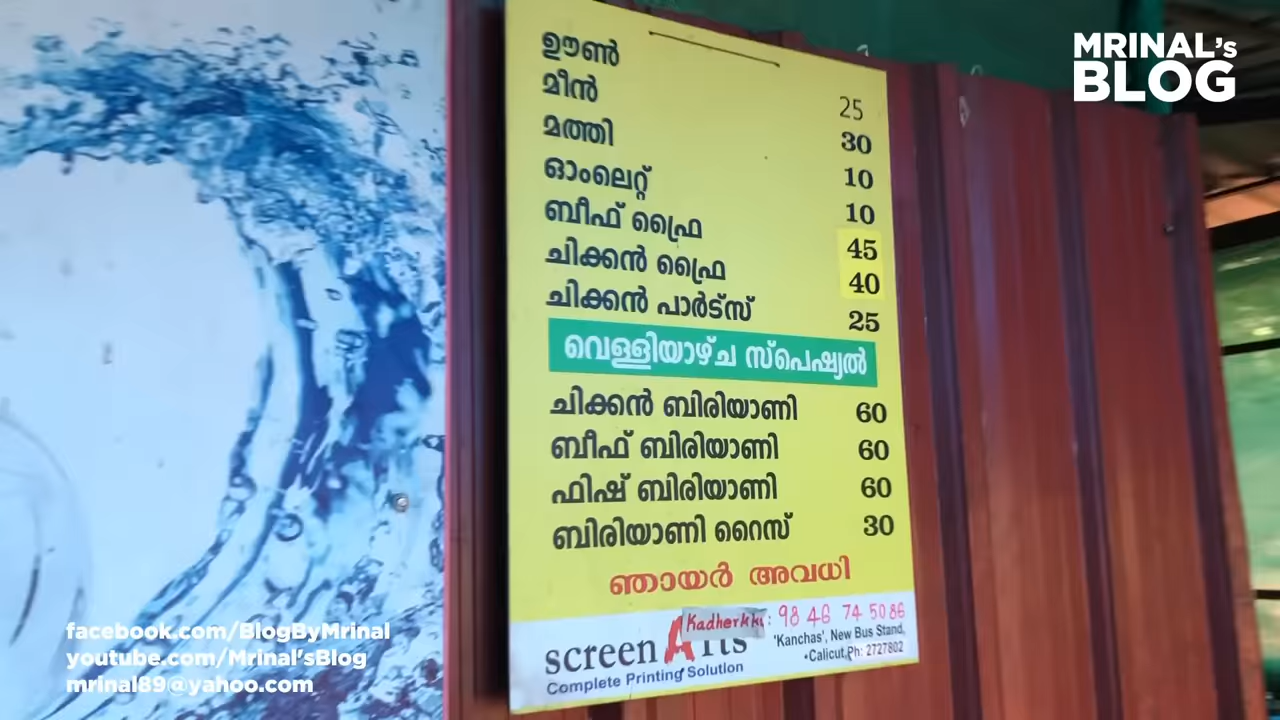 MRINAL's
BLOG
ഊൺ 25
മീൻ 30
മത്തി 10
ഓംലെറ്റ് 10
ബീഫ് ഫ്രൈ 45
ചിക്കൻ ഫ്രൈ 40
ചിക്കൻ പാർട്സ് 25
വെള്ളിയാഴ്ച സ്പെഷ്യൽ
ചിക്കൻ ബിരിയാണി 60
ബീഫ് ബിരിയാണി 60
ഫിഷ് ബിരിയാണി 60
ബിരിയാണി റൈസ് 30
ഞായർ അവധി
Kadherkka: 98 46 74 5086
screen Arts
Complete Printing Solution
'Kanchas', New Bus Stand,
•Calicut,Ph: 2727802
facebook.com/BlogByMrinal
youtube.com/Mrinal'sBlog
mrinal89@yahoo.com